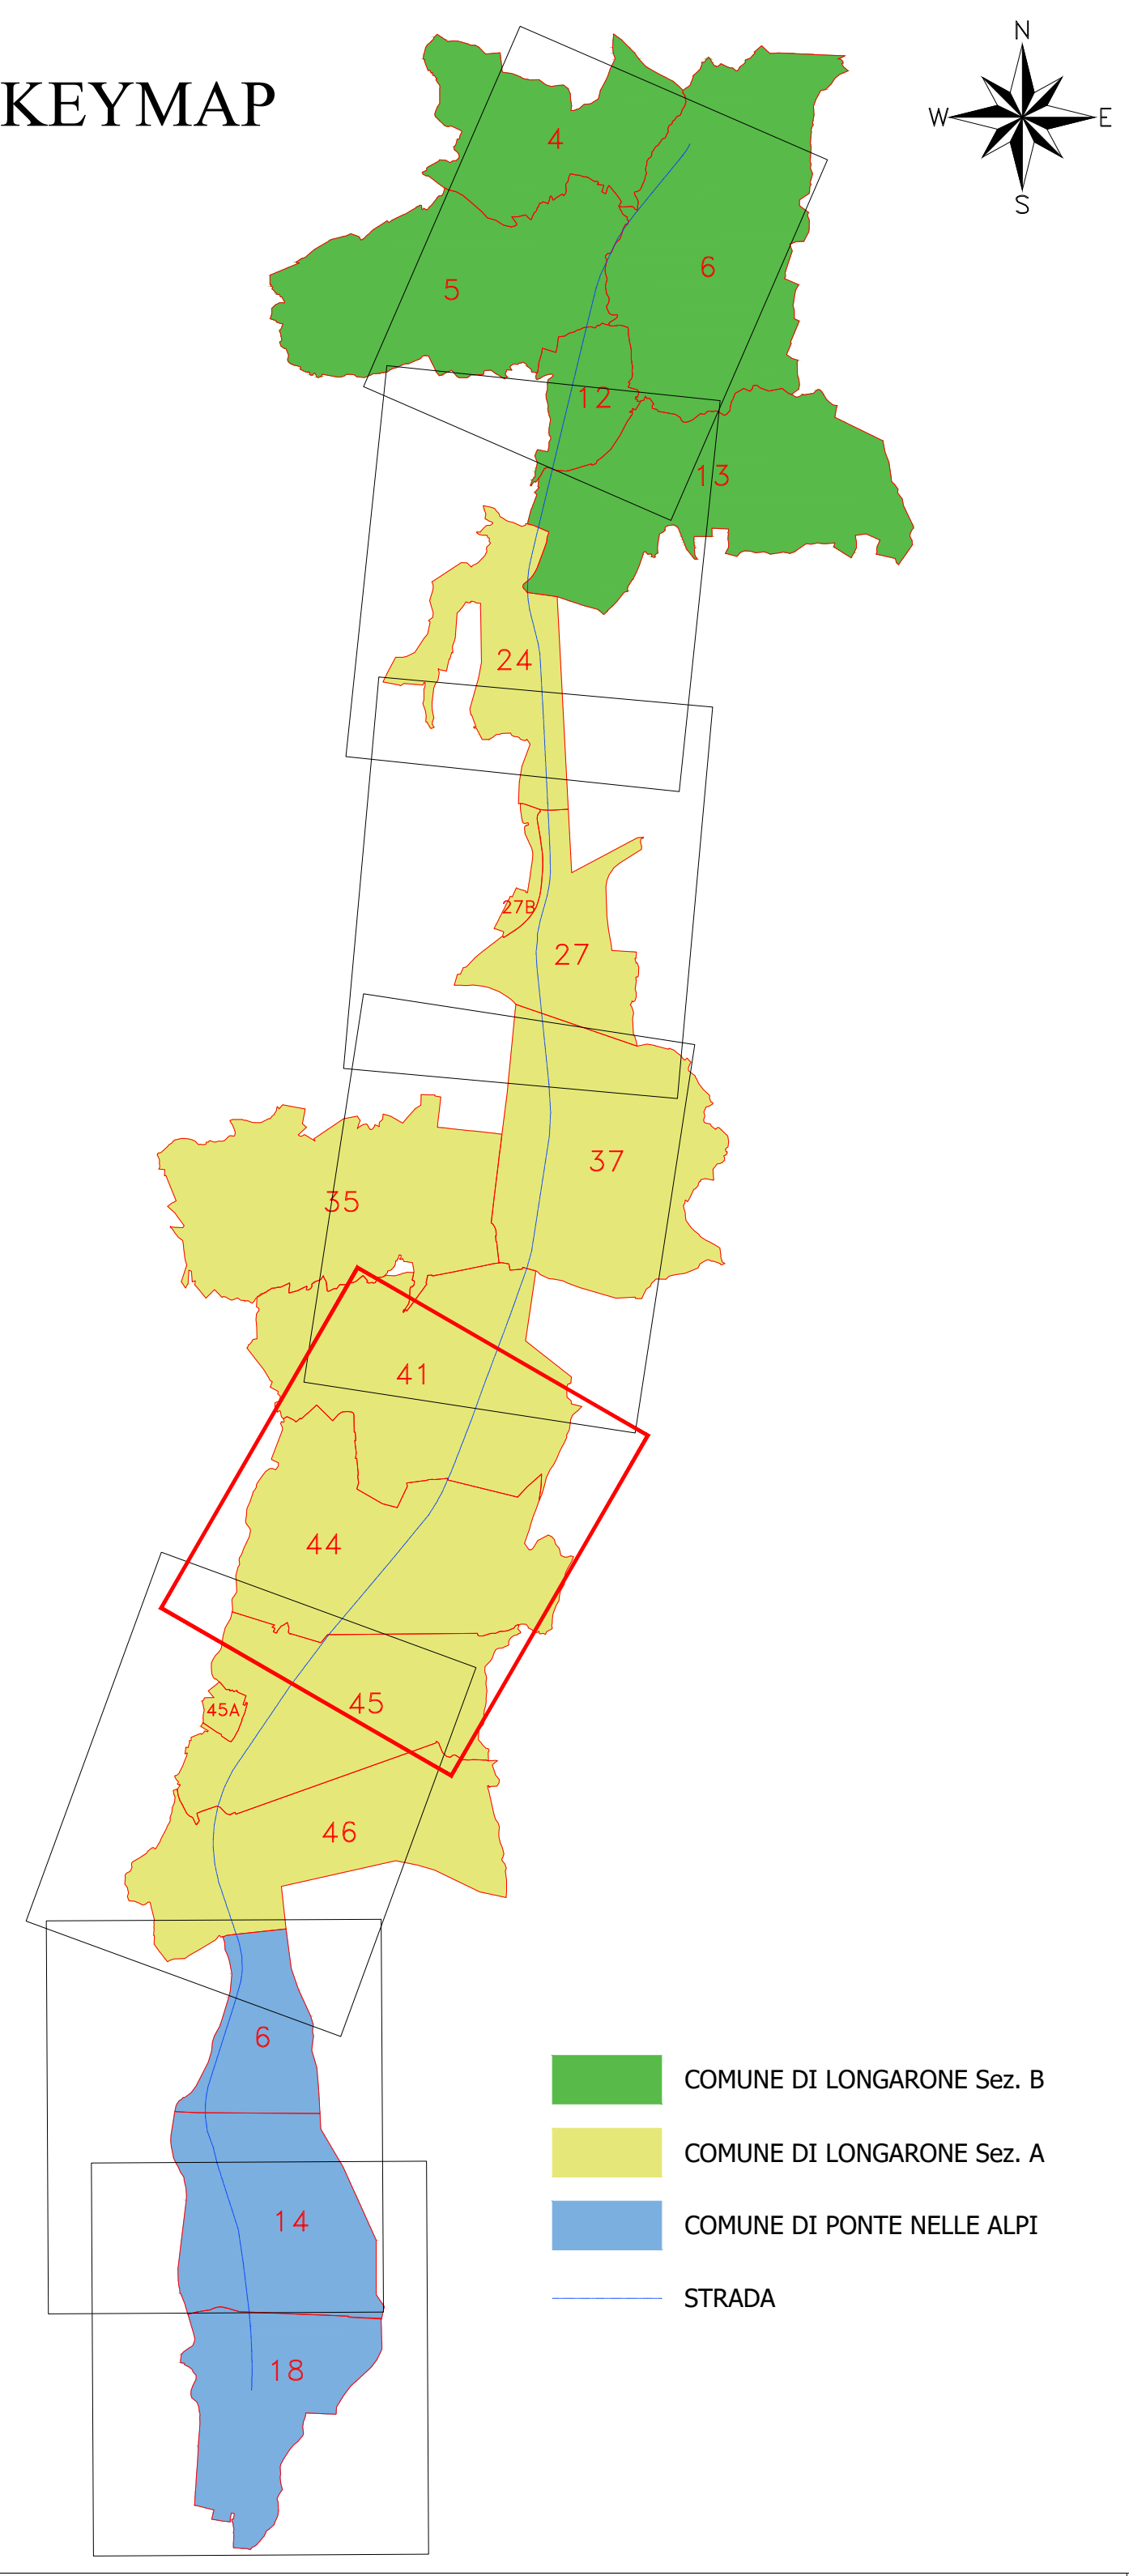 N
KEYMAP
W E
S
4
6
5
12
13
24
27B
27
37
35
41
44
45
45A
46
6
COMUNE DI LONGARONE Sez. B
COMUNE DI LONGARONE Sez. A
14
COMUNE DI PONTE NELLE ALPI
STRADA
18